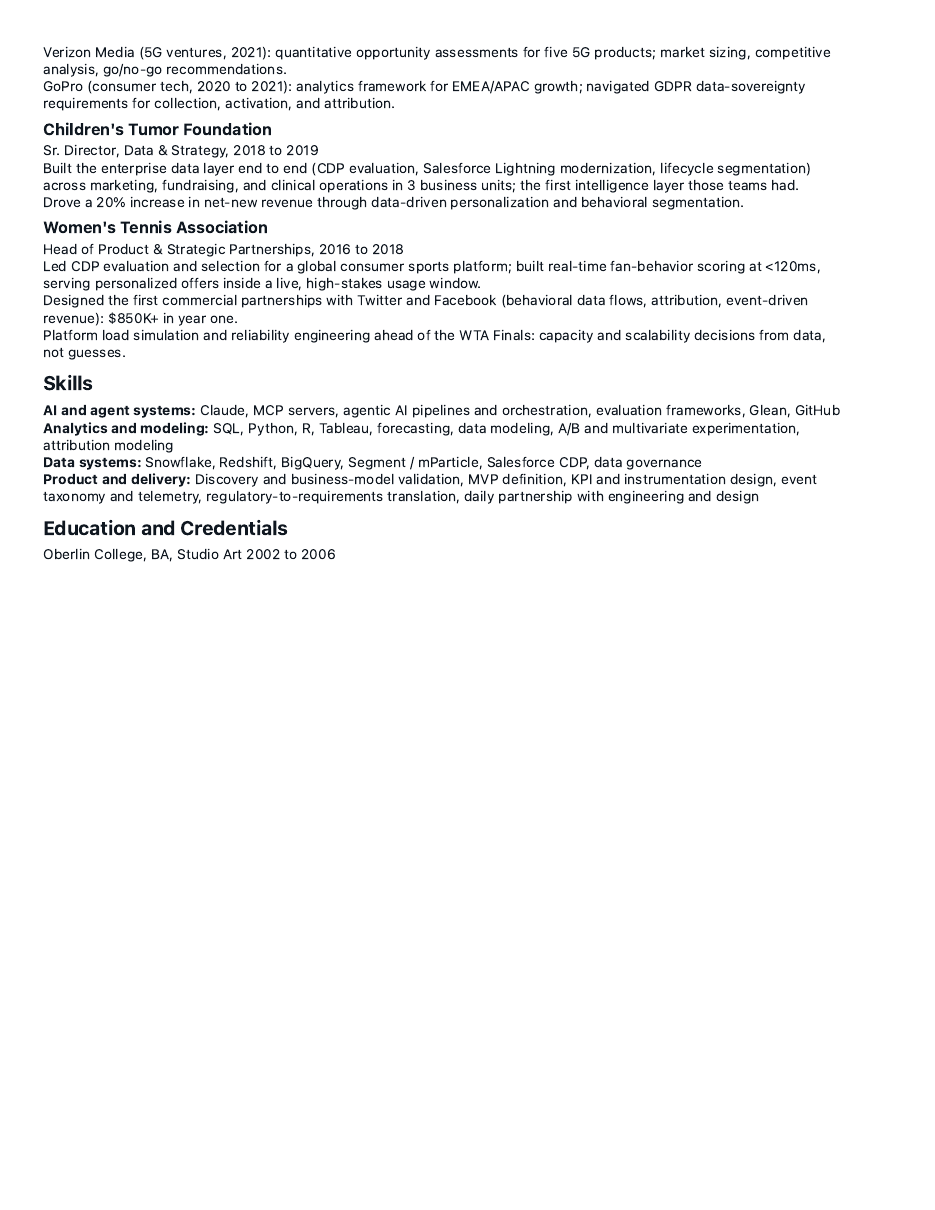 Verizon Media (5G ventures, 2021): quantitative opportunity assessments for five 5G products; market sizing, competitive
analysis, go/no-go recommendations.
GoPro (consumer tech, 2020 to 2021): analytics framework for EMEA/APAC growth; navigated GDPR data-sovereignty
requirements for collection, activation, and attribution.
Children's Tumor Foundation
Sr. Director, Data & Strategy, 2018 to 2019
Built the enterprise data layer end to end (CDP evaluation, Salesforce Lightning modernization, lifecycle segmentation)
across marketing, fundraising, and clinical operations in 3 business units; the first intelligence layer those teams had.
Drove a 20% increase in net-new revenue through data-driven personalization and behavioral segmentation.
Women's Tennis Association
Head of Product & Strategic Partnerships, 2016 to 2018
Led CDP evaluation and selection for a global consumer sports platform; built real-time fan-behavior scoring at <120ms,
serving personalized offers inside a live, high-stakes usage window.
Designed the first commercial partnerships with Twitter and Facebook (behavioral data flows, attribution, event-driven
revenue): $850K+ in year one.
Platform load simulation and reliability engineering ahead of the WTA Finals: capacity and scalability decisions from data,
not guesses.
Skills
AI and agent systems: Claude, MCP servers, agentic AI pipelines and orchestration, evaluation frameworks, Glean, GitHub
Analytics and modeling: SQL, Python, R, Tableau, forecasting, data modeling, A/B and multivariate experimentation,
attribution modeling
Data systems: Snowflake, Redshift, BigQuery, Segment / mParticle, Salesforce CDP, data governance
Product and delivery: Discovery and business-model validation, MVP definition, KPI and instrumentation design, event
taxonomy and telemetry, regulatory-to-requirements translation, daily partnership with engineering and design
Education and Credentials
Oberlin College, BA, Studio Art 2002 to 2006